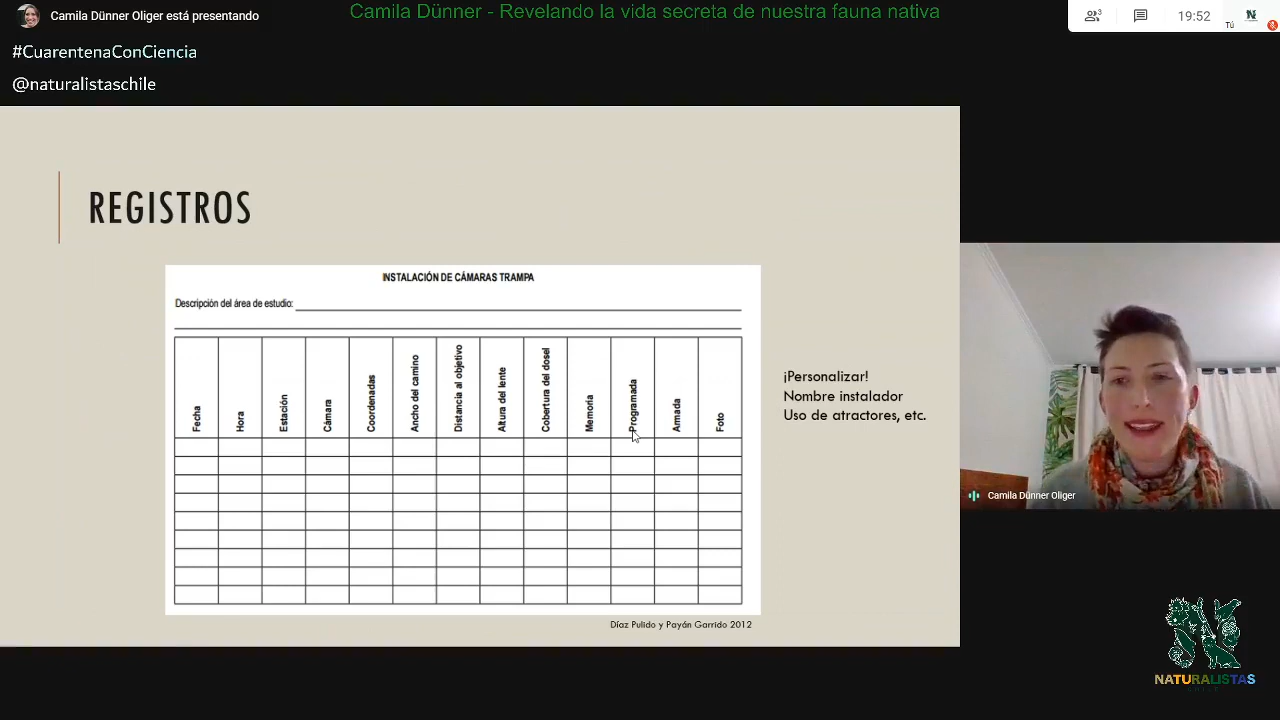 Camila Dünner Oliger está presentando
Camila Dünner - Revelando la vida secreta de nuestra fauna nativa
3
19:52
Tú
#CuarentenaConCiencia
@naturalistaschile
REGISTROS
INSTALACIÓN DE CÁMARAS TRAMPA
Descripción del área de estudio:
Fecha
Hora
Estación
Cámara
Coordenadas
Ancho del camino
Distancia al objetivo
Altura del lente
Cobertura del dosel
Memoria
Programada
Armada
Foto
¡Personalizar!
Nombre instalador
Uso de atractores, etc.
Díaz Pulido y Payán Garrido 2012
Camila Dünner Oliger
NATURALISTAS
CHILE